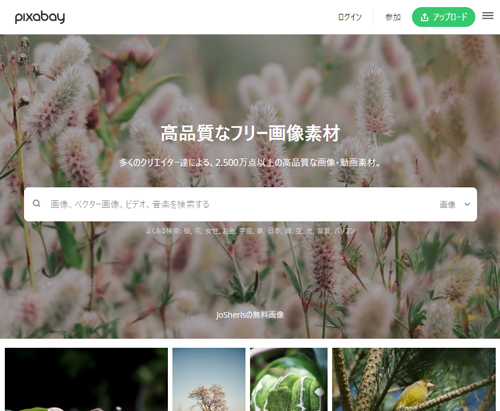 pixabay
ログイン
参加
アップロード
高品質なフリー画像素材
多くのクリエイター達による、2.500万点以上の高品質な画像・動画素材。
画像、ベクター画像、ビデオ、音楽を検索する
画像
よくある検索: 桜, 花, 女性, お金, 宇宙, 春, 日本, 海, 空, 光, 背景, パソコン
JoSherlsの無料画像